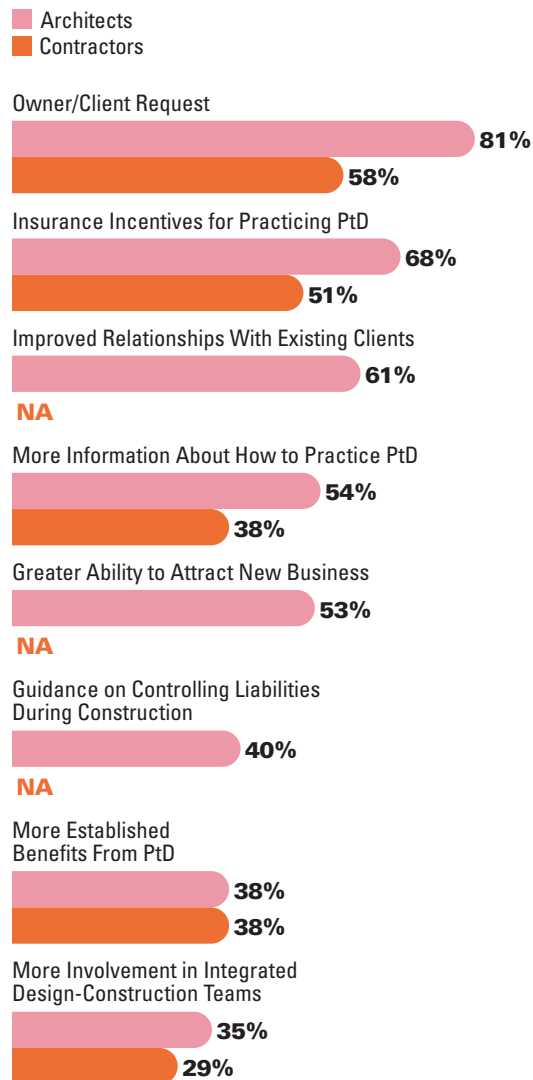 Architects
Contractors
Owner/Client Request
81%
58%
Insurance Incentives for Practicing PtD
68%
51%
Improved Relationships With Existing Clients
61%
NA
More Information About How to Practice PtD
54%
38%
Greater Ability to Attract New Business
53%
NA
Guidance on Controlling Liabilities
During Construction
40%
NA
More Established
Benefits From PtD
38%
38%
More Involvement in Integrated
Design-Construction Teams
35%
29%